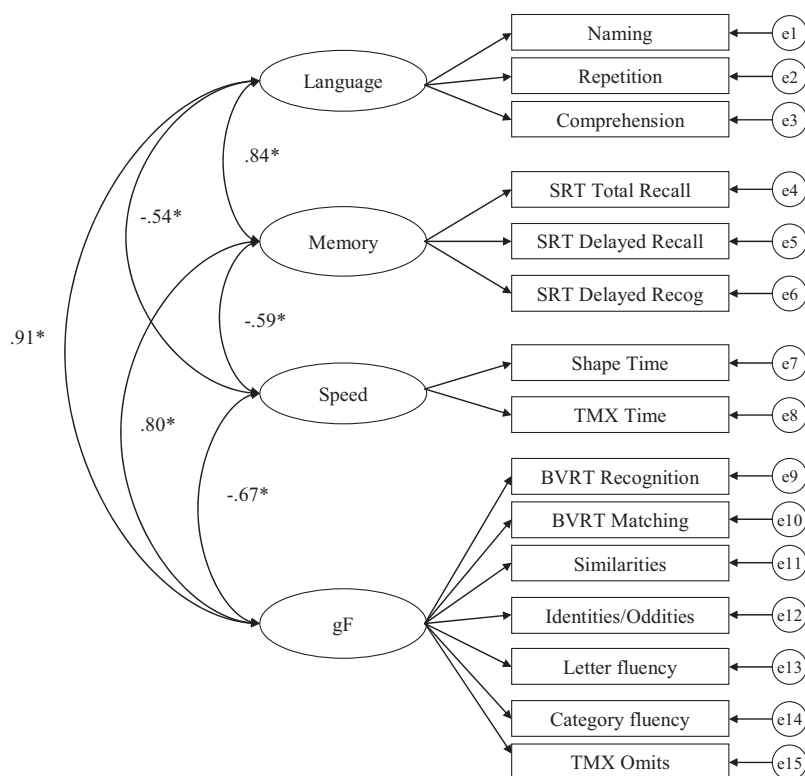 Naming
e1
Language
Repetition
e2
Comprehension
e3
.84*
SRT Total Recall
e4
-.54*
Memory
SRT Delayed Recall
e5
SRT Delayed Recog
e6
-.59*
.91*
Shape Time
e7
Speed
TMX Time
e8
.80*
-.67*
BVRT Recognition
e9
BVRT Matching
e10
Similarities
e11
gF
Identities/Oddities
e12
Letter fluency
e13
Category fluency
e14
TMX Omits
e15